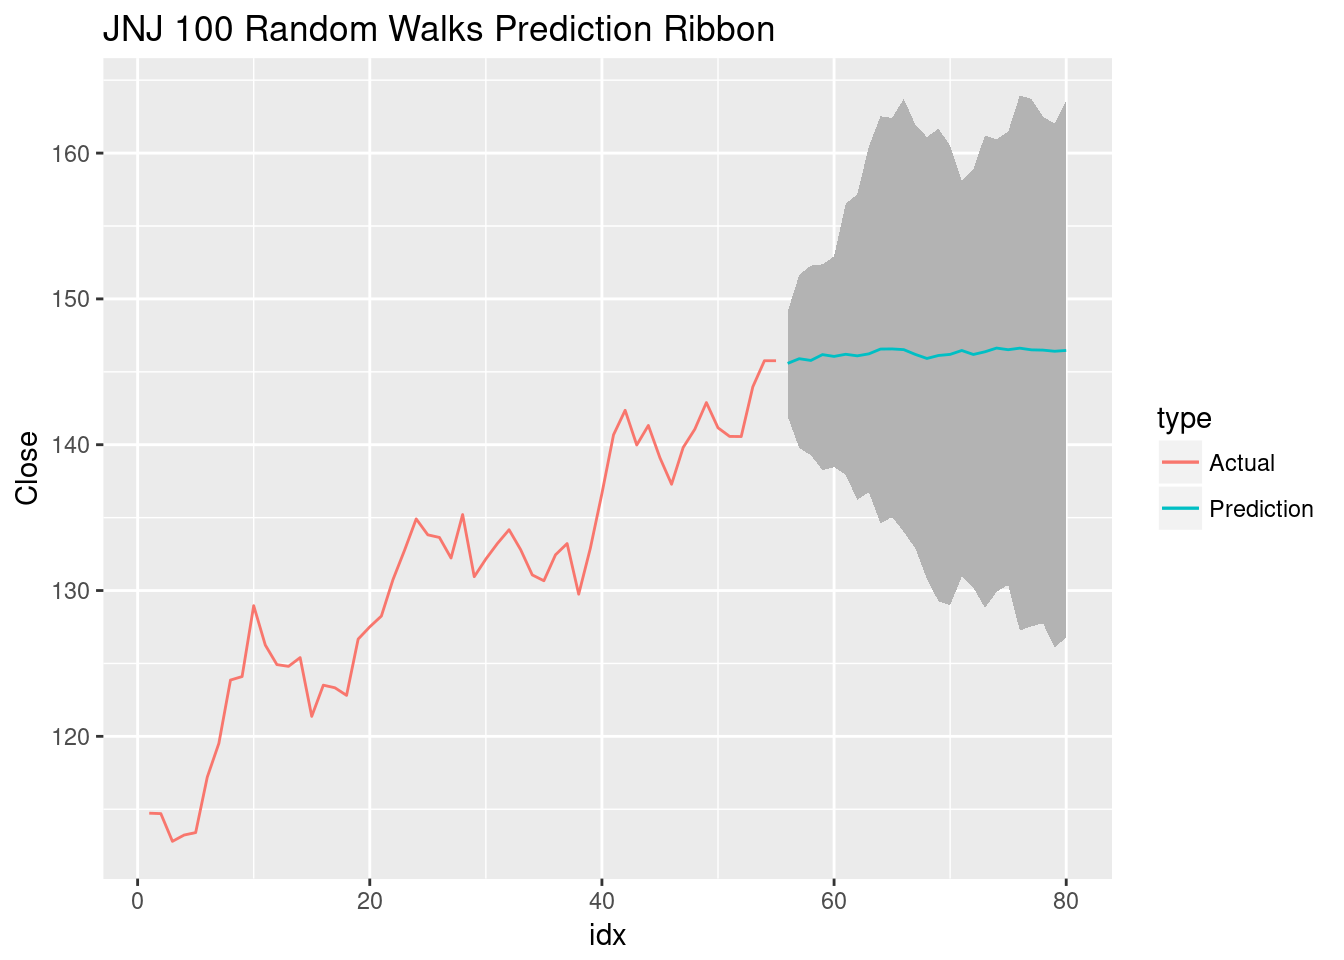 JNJ 100 Random Walks Prediction Ribbon
160
150
140
130
120
Close
0 20 40 60 80
idx
type
Actual
Prediction